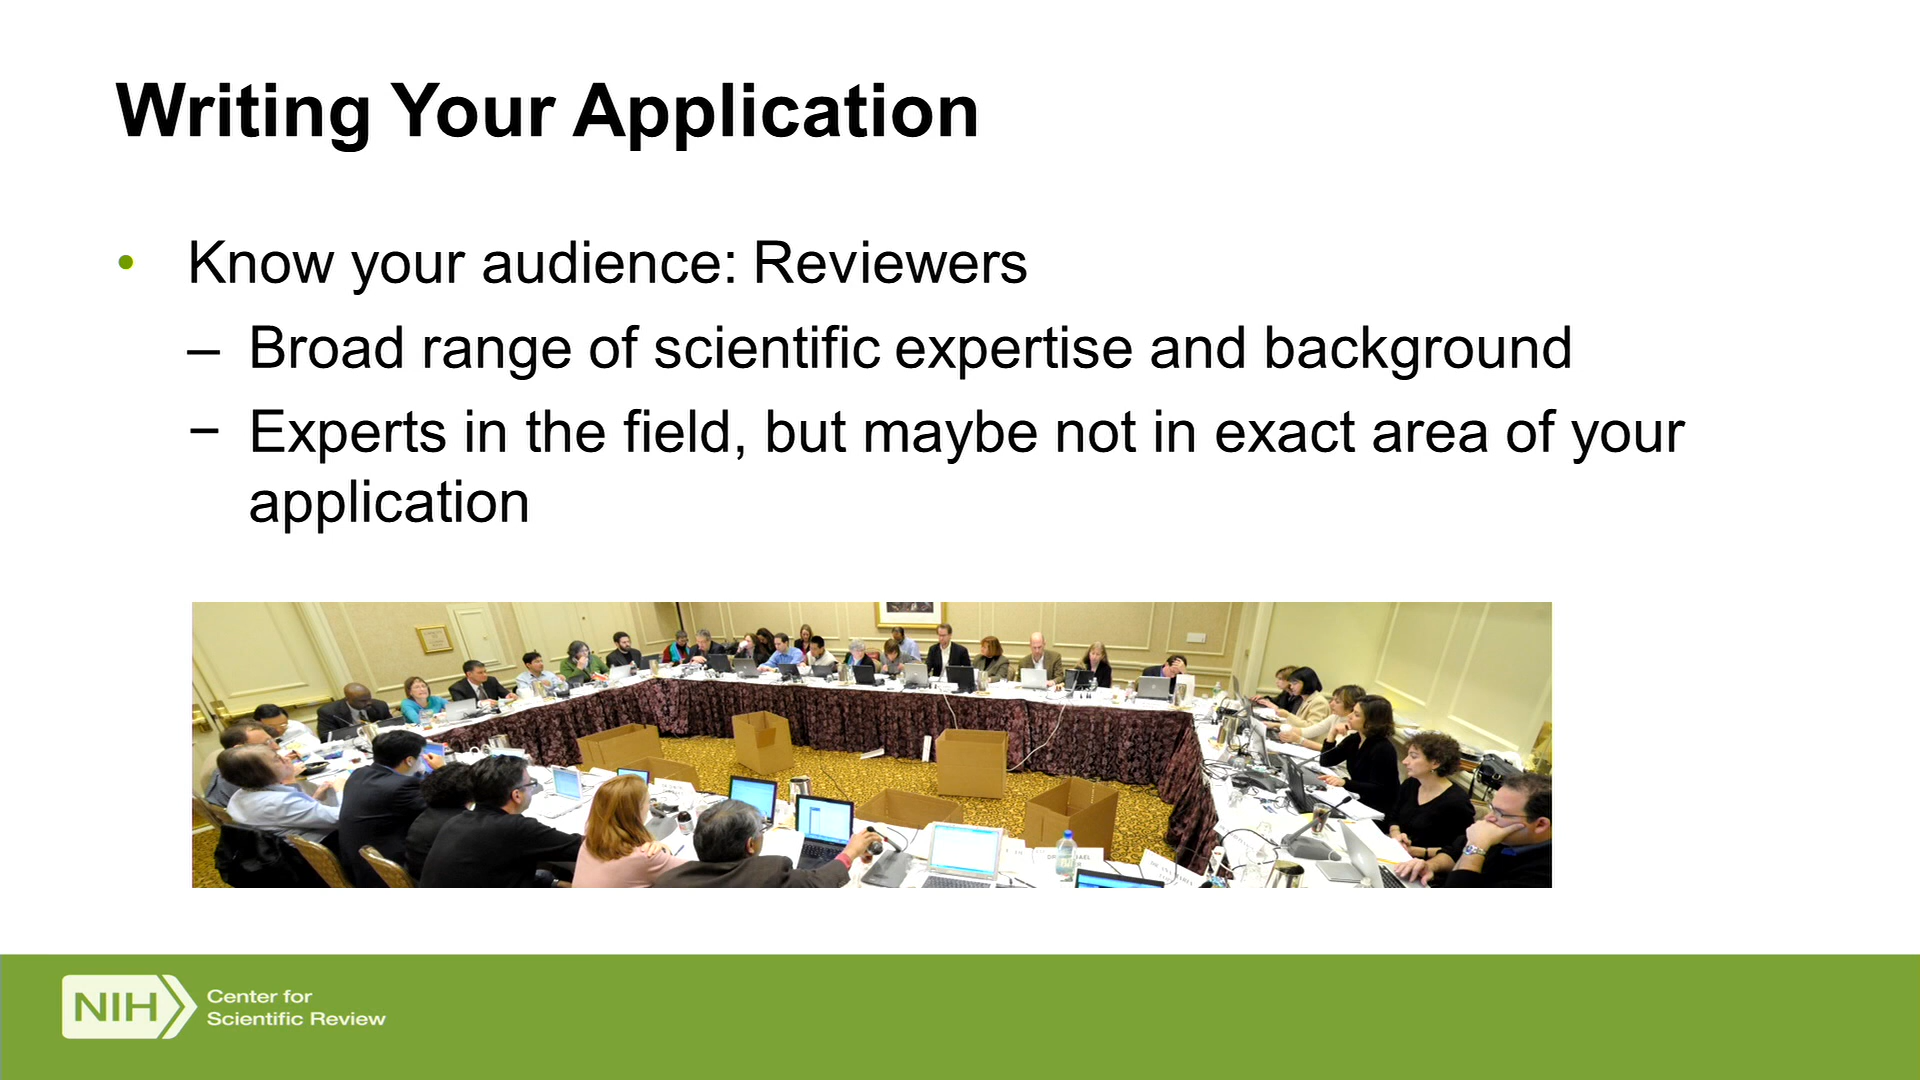 Writing Your Application
• Know your audience: Reviewers
– Broad range of scientific expertise and background
− Experts in the field, but maybe not in exact area of your
application
NIH
Center for
Scientific Review